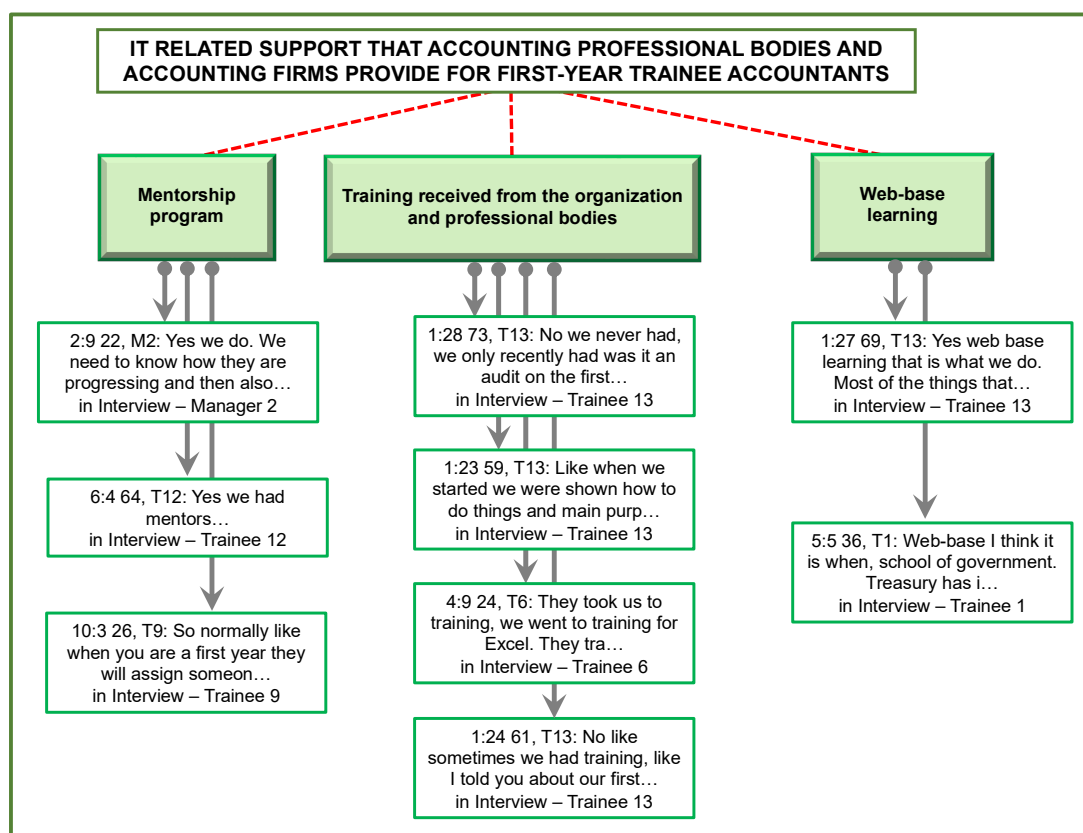 IT RELATED SUPPORT THAT ACCOUNTING PROFESSIONAL BODIES AND
ACCOUNTING FIRMS PROVIDE FOR FIRST-YEAR TRAINEE ACCOUNTANTS
Mentorship
program
Training received from the organization
and professional bodies
Web-base
learning
2:9 22, M2: Yes we do. We
need to know how they are
progressing and then also…
in Interview – Manager 2
6:4 64, T12: Yes we had
mentors…
in Interview – Trainee 12
10:3 26, T9: So normally like
when you are a first year they
will assign someon…
in Interview – Trainee 9
1:28 73, T13: No we never had,
we only recently had was it an
audit on the first…
in Interview – Trainee 13
1:23 59, T13: Like when we
started we were shown how to
do things and main purp…
in Interview – Trainee 13
4:9 24, T6: They took us to
training, we went to training for
Excel. They tra…
in Interview – Trainee 6
1:24 61, T13: No like
sometimes we had training, like
I told you about our first…
in Interview – Trainee 13
1:27 69, T13: Yes web base
learning that is what we do.
Most of the things that…
in Interview – Trainee 13
5:5 36, T1: Web-base I think it
is when, school of government.
Treasury has i…
in Interview – Trainee 1